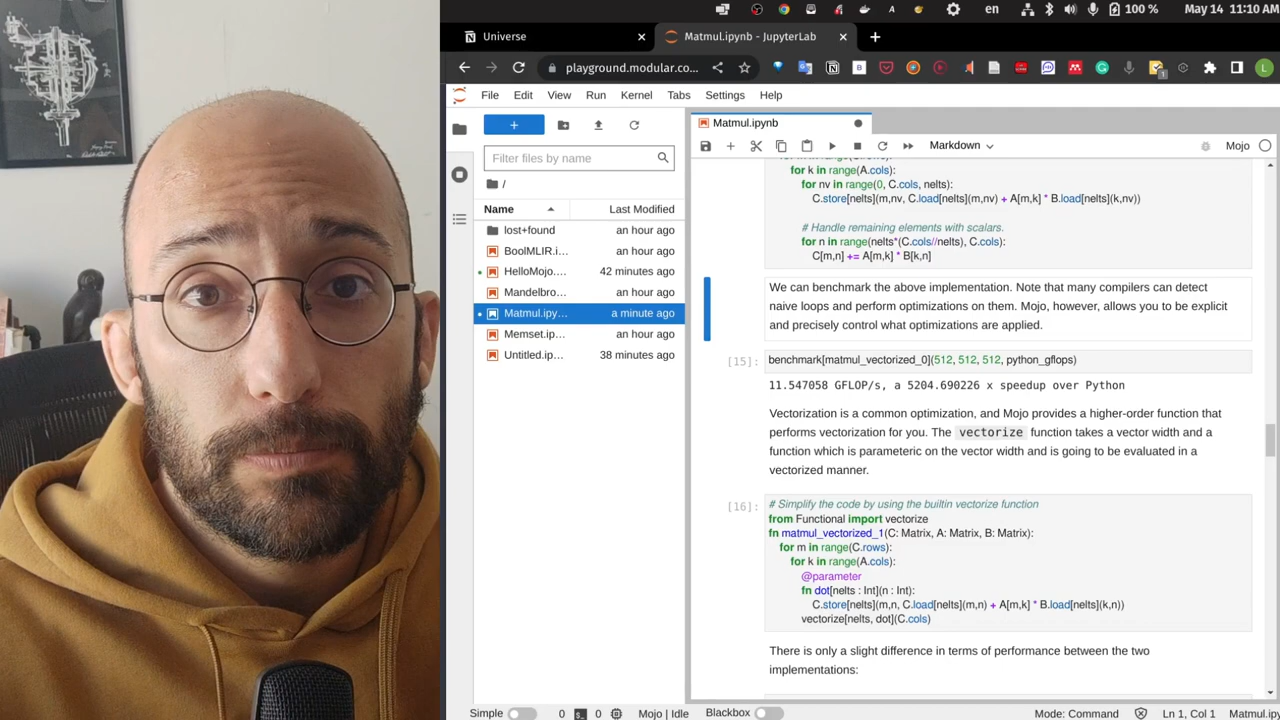 en
100 %
May 14 11:10 AM
Universe
Matmul.ipynb - JupyterLab
playground.modular.co...
L
File Edit View Run Kernel Tabs Settings Help
Filter files by name
/
Name Last Modified
lost+found an hour ago
BoolMLIR.i... an hour ago
HelloMojo.... 42 minutes ago
Mandelbro... an hour ago
Matmul.ipy... a minute ago
Memset.ip... an hour ago
Untitled.ip... 38 minutes ago
Matmul.ipynb
Markdown
Mojo
for k in range(A.cols):
for nv in range(0, C.cols, nelts):
C.store[nelts](m,nv, C.load[nelts](m,nv) + A[m,k] * B.load[nelts](k,nv))
# Handle remaining elements with scalars.
for n in range(nelts*(C.cols//nelts), C.cols):
C[m,n] += A[m,k] * B[k,n]
We can benchmark the above implementation. Note that many compilers can detect
naive loops and perform optimizations on them. Mojo, however, allows you to be explicit
and precisely control what optimizations are applied.
[15]: benchmark[matmul_vectorized_0](512, 512, 512, python_gflops)
11.547058 GFLOP/s, a 5204.690226 x speedup over Python
Vectorization is a common optimization, and Mojo provides a higher-order function that
performs vectorization for you. The vectorize function takes a vector width and a
function which is parameteric on the vector width and is going to be evaluated in a
vectorized manner.
[16]: # Simplify the code by using the builtin vectorize function
from Functional import vectorize
fn matmul_vectorized_1(C: Matrix, A: Matrix, B: Matrix):
for m in range(C.rows):
for k in range(A.cols):
@parameter
fn dot[nelts : Int](n : Int):
C.store[nelts](m,n, C.load[nelts](m,n) + A[m,k] * B.load[nelts](k,n))
vectorize[nelts, dot](C.cols)
There is only a slight difference in terms of performance between the two
implementations:
Simple 0 0 Mojo | Idle Blackbox Mode: Command Ln 1, Col 1 Matmul.ip